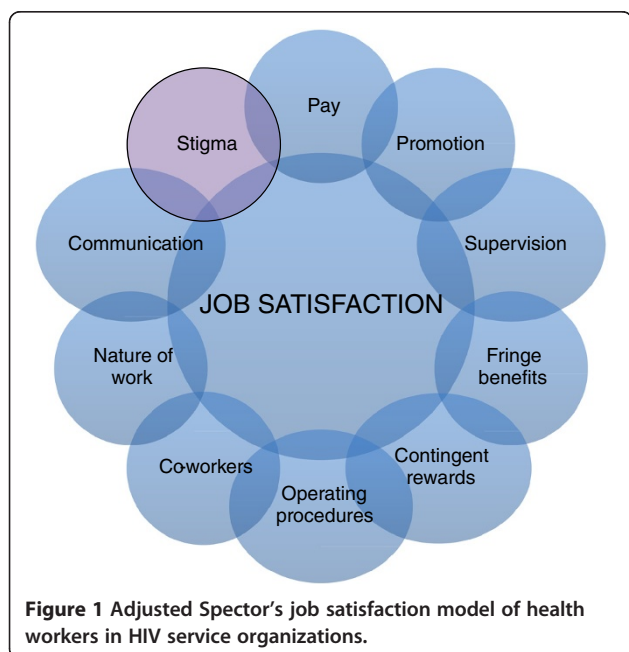 Pay
Stigma
Promotion
Communication
Supervision
JOB SATISFACTION
Nature of
work
Fringe
benefits
Co-workers
Contingent
rewards
Operating
procedures
Figure 1 Adjusted Spector's job satisfaction model of health
workers in HIV service organizations.